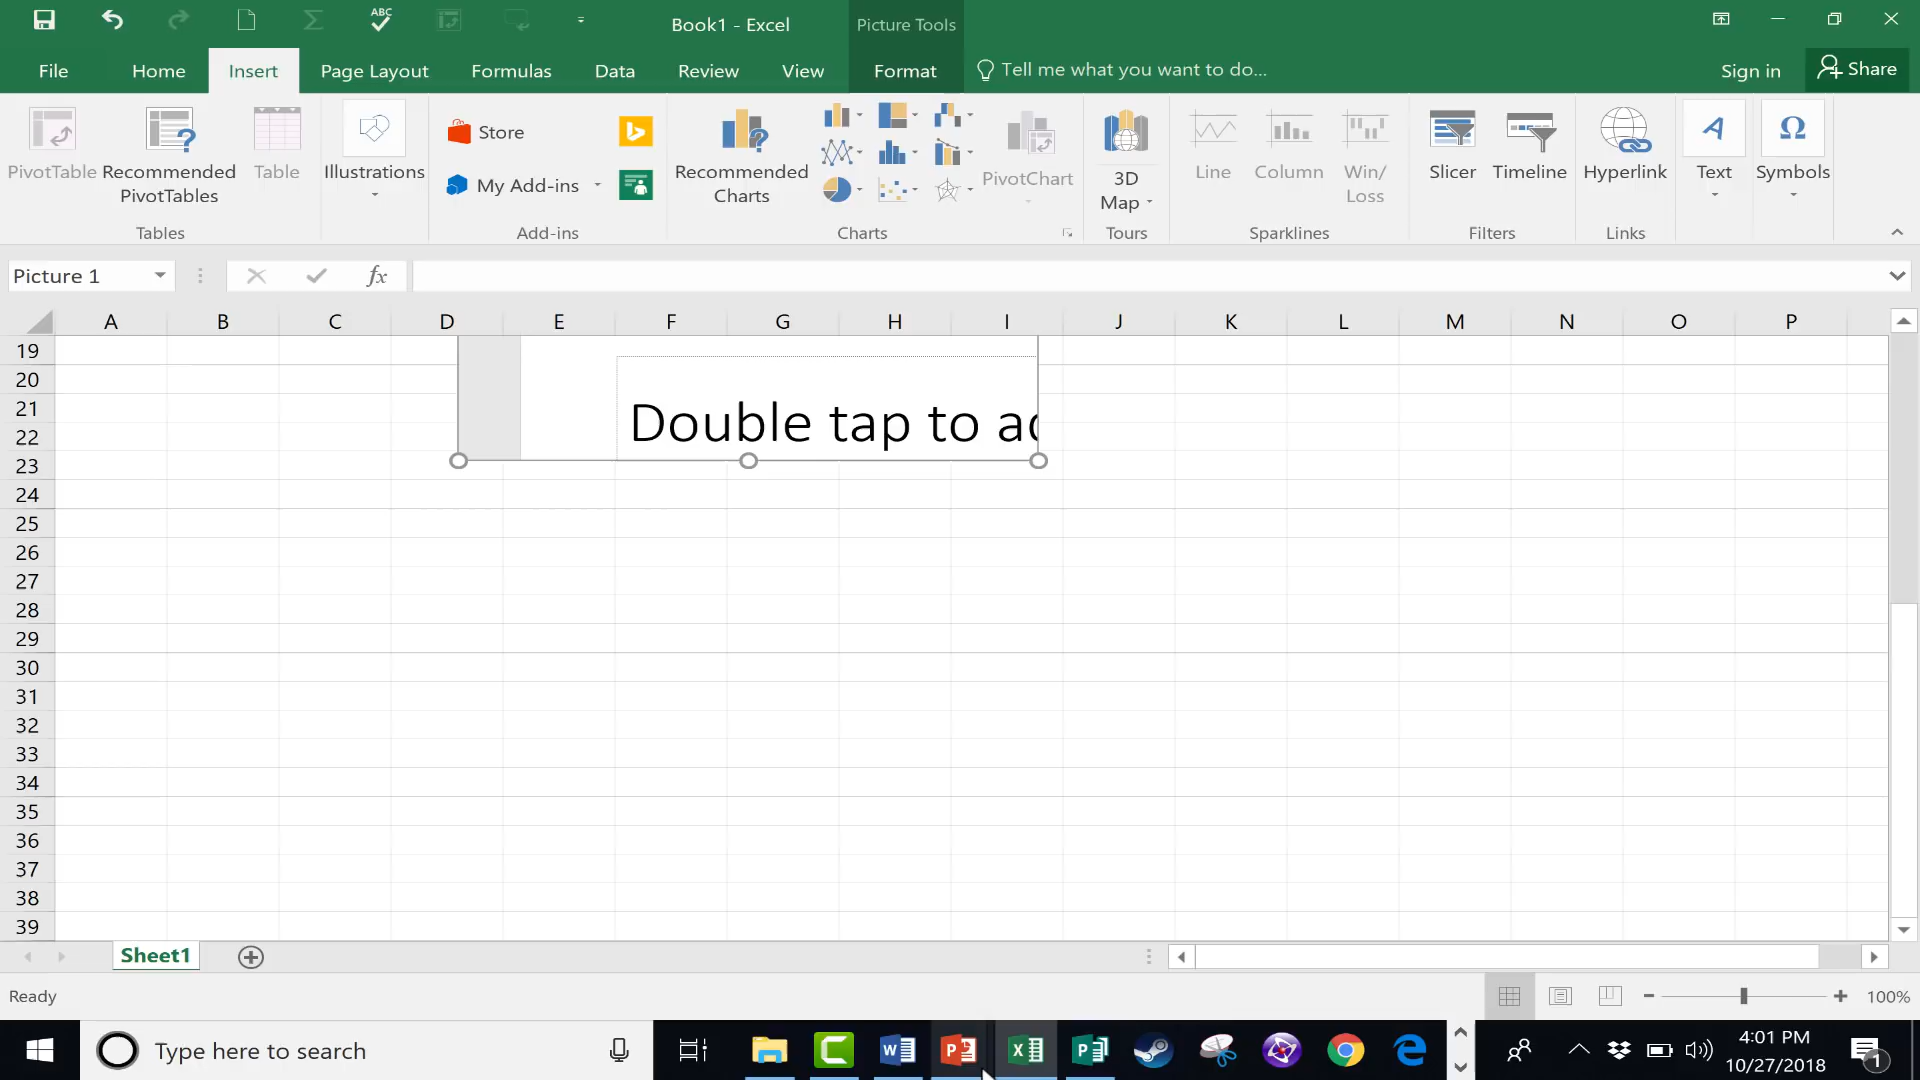 ABC
Book1 - Excel
Picture Tools
File
Home
Insert
Page Layout
Formulas
Data
Review
View
Format
Tell me what you want to do...
Sign in
Share
PivotTable
Recommended
PivotTables
Table
Illustrations
Store
My Add-ins
Recommended
Charts
PivotChart
3D
Map
Line
Column
Win/
Loss
Slicer
Timeline
Hyperlink
Text
Symbols
Tables
Add-ins
Charts
Tours
Sparklines
Filters
Links
Picture 1
fx
A B C D E F G H I J K L M N O P
19
20
21
22
23
24
25
26
27
28
29
30
31
32
33
34
35
36
37
38
39
Double tap to
Sheet1
Ready
100%
Type here to search
4:01 PM
10/27/2018
1